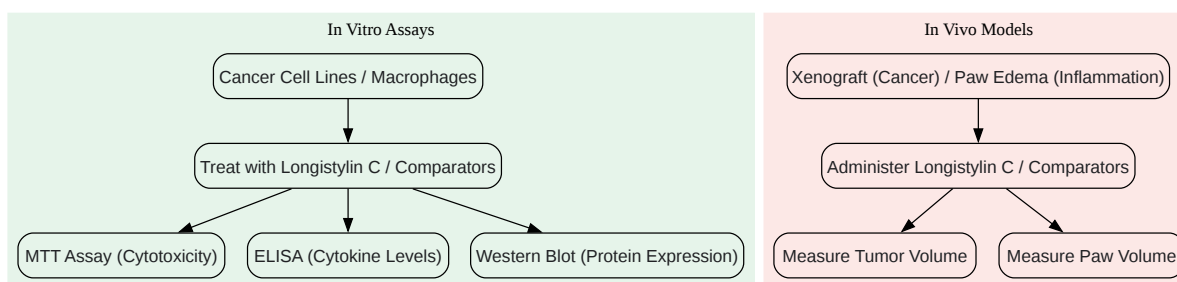 In Vitro Assays
Cancer Cell Lines / Macrophages
Treat with Longistylin C / Comparators
MTT Assay (Cytotoxicity)
ELISA (Cytokine Levels)
Western Blot (Protein Expression)
In Vivo Models
Xenograft (Cancer) / Paw Edema (Inflammation)
Administer Longistylin C / Comparators
Measure Tumor Volume
Measure Paw Volume